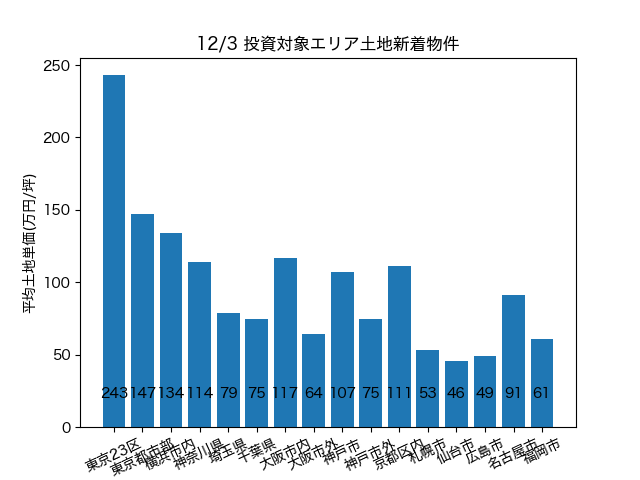 12/3 投資対象エリア土地新着物件
平均土地単価(万円/坪)
250
200
150
100
50
0
243 147 134 114 79 75 117 64 107 75 111 53 46 49 91 61
東京23区 東京都市部 横浜市内 神奈川県 埼玉県 千葉県 大阪市内 大阪市外 神戸市 神戸市外 京都区内 札幌市 仙台市 広島市 名古屋市 福岡市